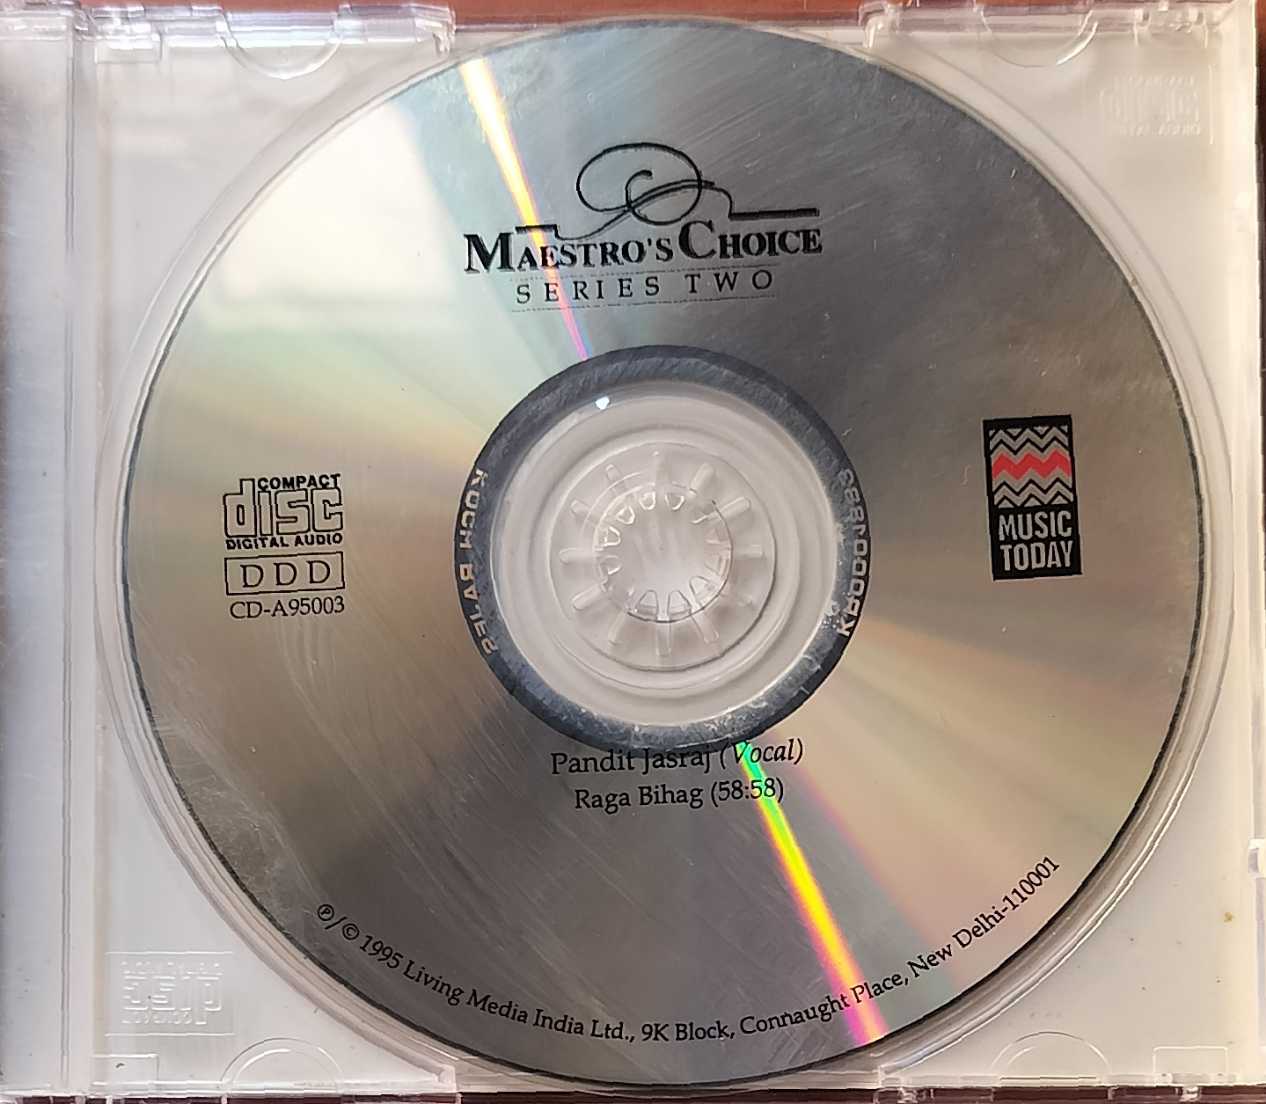 MAESTRO'S CHOICE
SERIES TWO
COMPACT
disc
DIGITAL AUDIO
DDD
CD-A95003
MUSIC
TODAY
Pandit Jasraj (Vocal)
Raga Bihag (58:58)
℗/© 1995 Living Media India Ltd., 9K Block, Connaught Place, New Delhi-110001